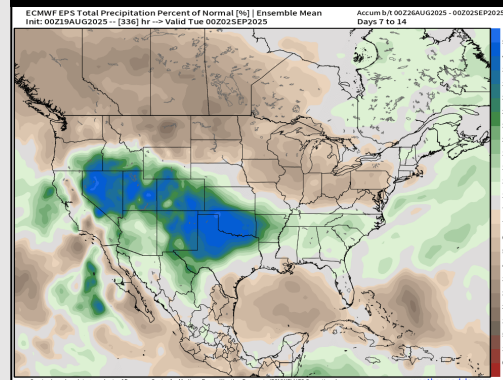 ECMWF EPS Total Precipitation Percent of Normal [%] | Ensemble Mean
Init: 00Z19AUG2025 -- [336] hr --> Valid Tue 00Z02SEP2025
Accum b/t 00Z26AUG2025 - 00Z02SEP2025
Days 7 to 14